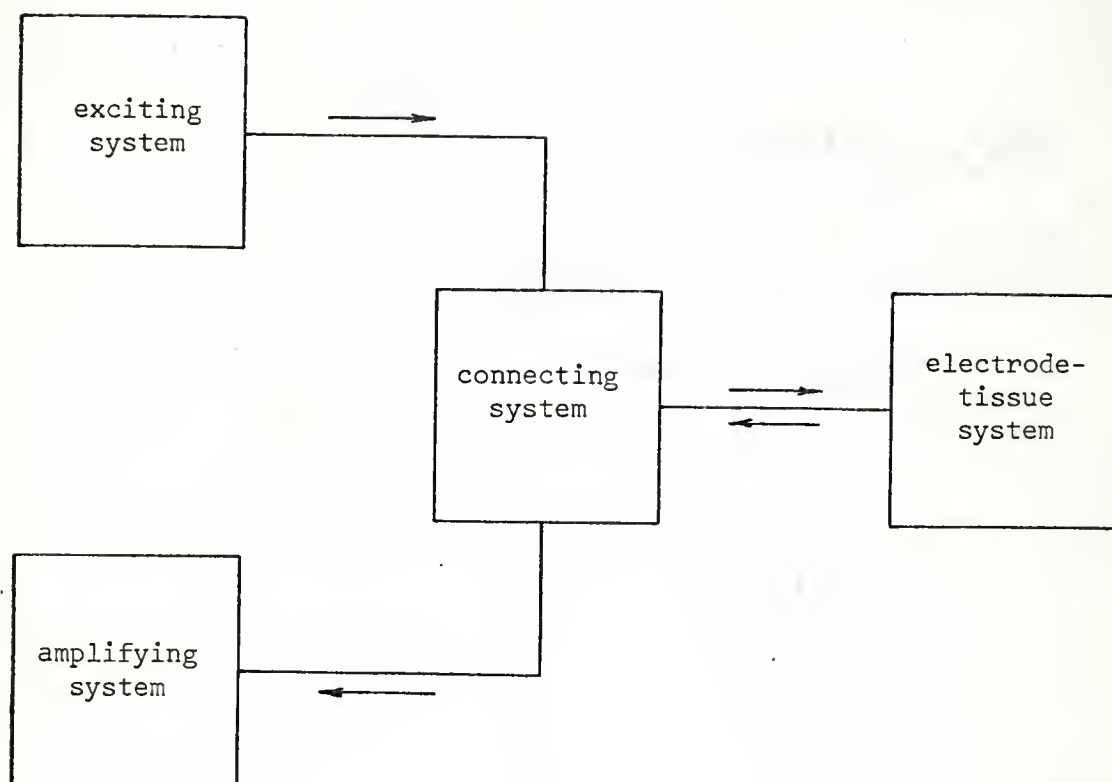 exciting
system
connecting
system
electrode-
tissue
system
amplifying
system